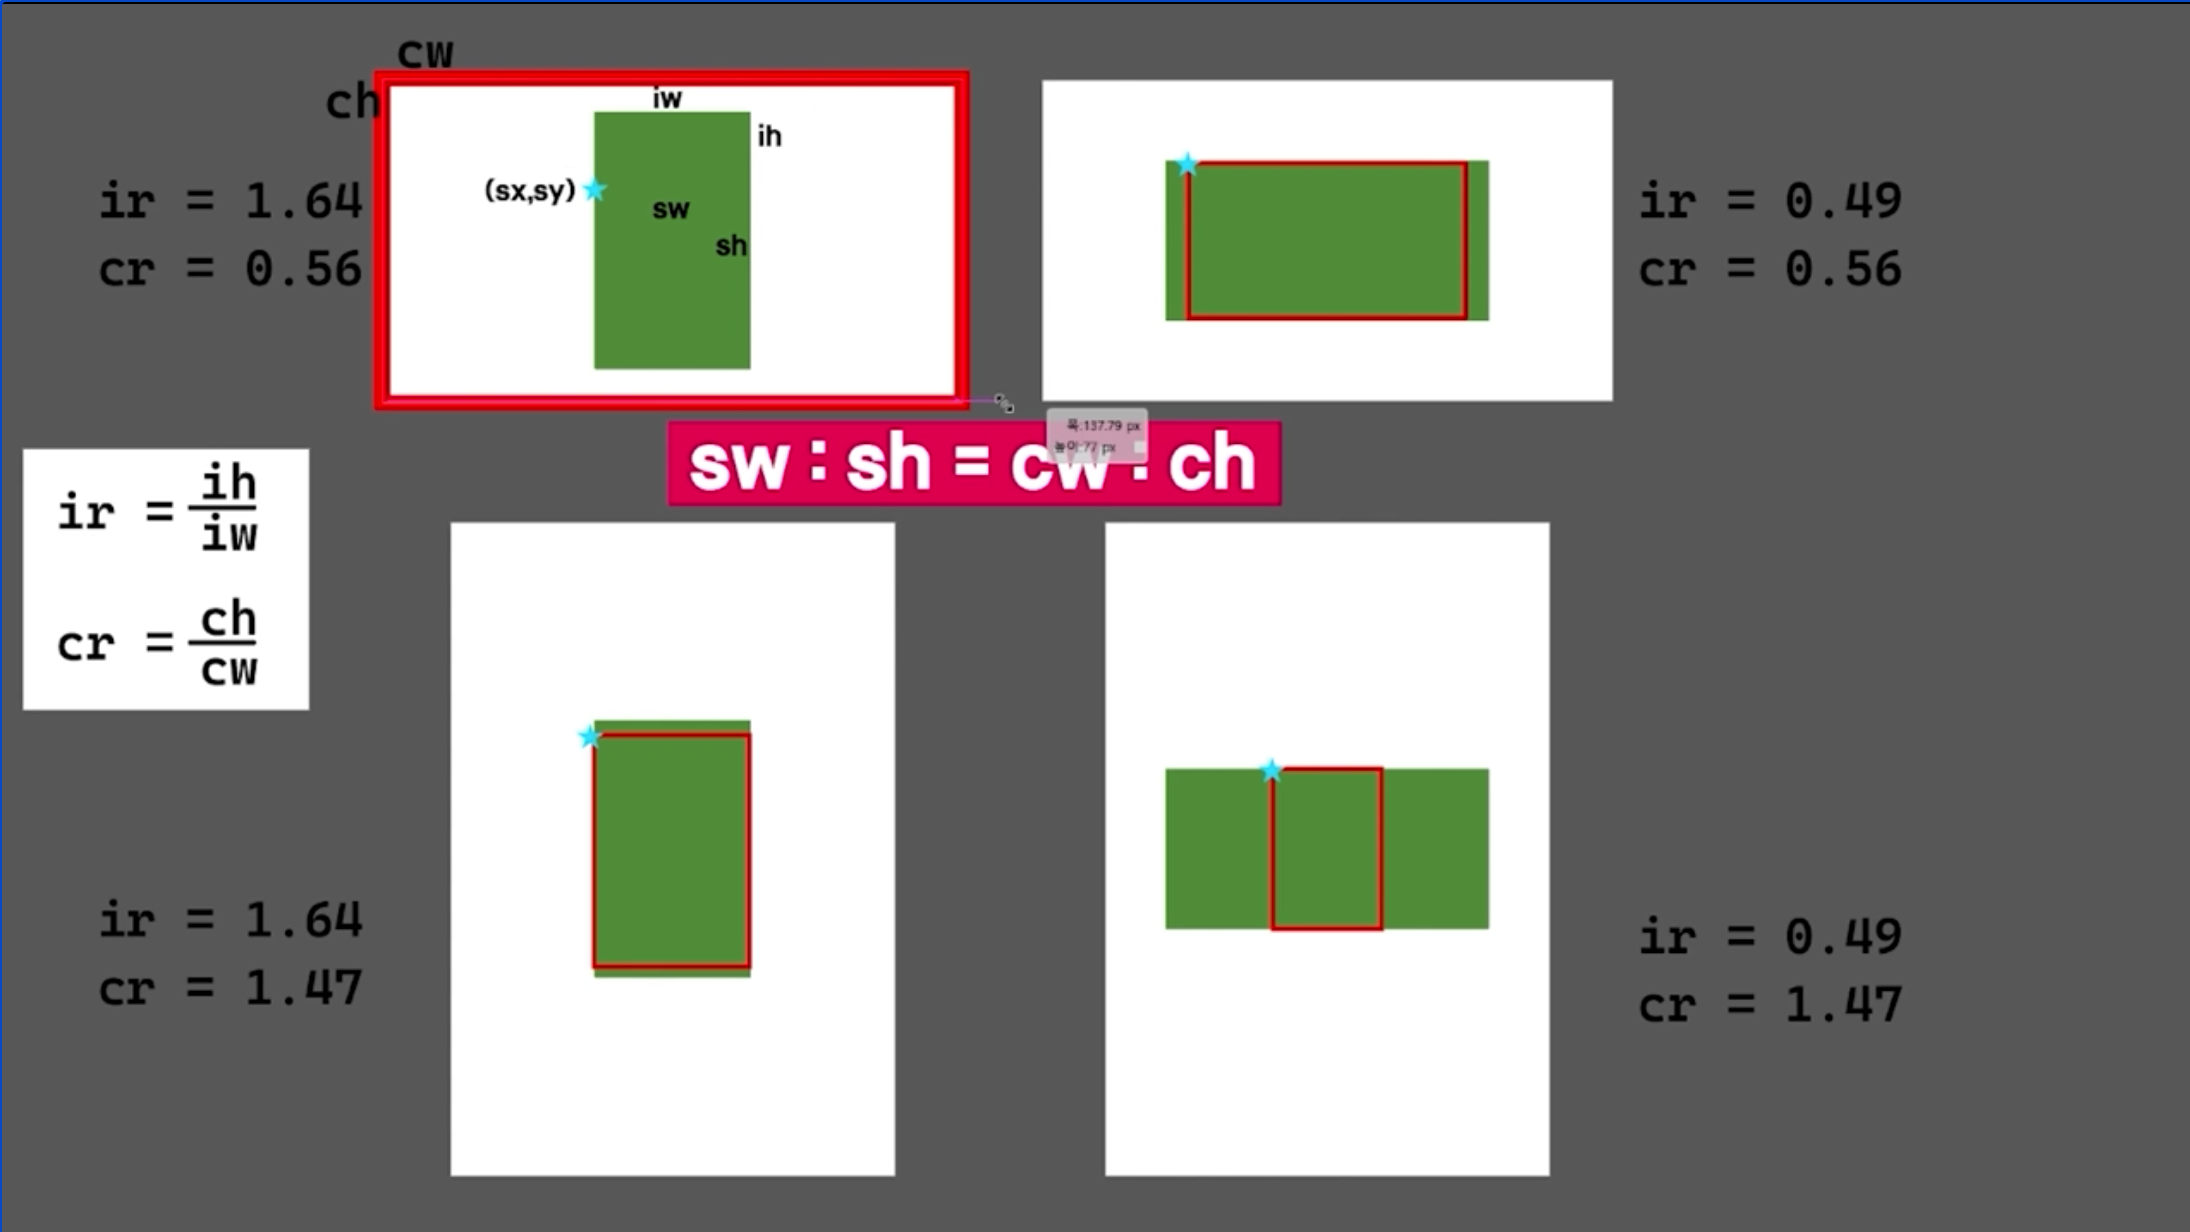 cw
ch
iw
ih
(sx,sy)
sw
sh
ir = 1.64
cr = 0.56
ir = 0.49
cr = 0.56
폭:137.79 px
높이:77 px
sw : sh = cw : ch
ir = ih/iw
cr = ch/cw
ir = 1.64
cr = 1.47
ir = 0.49
cr = 1.47